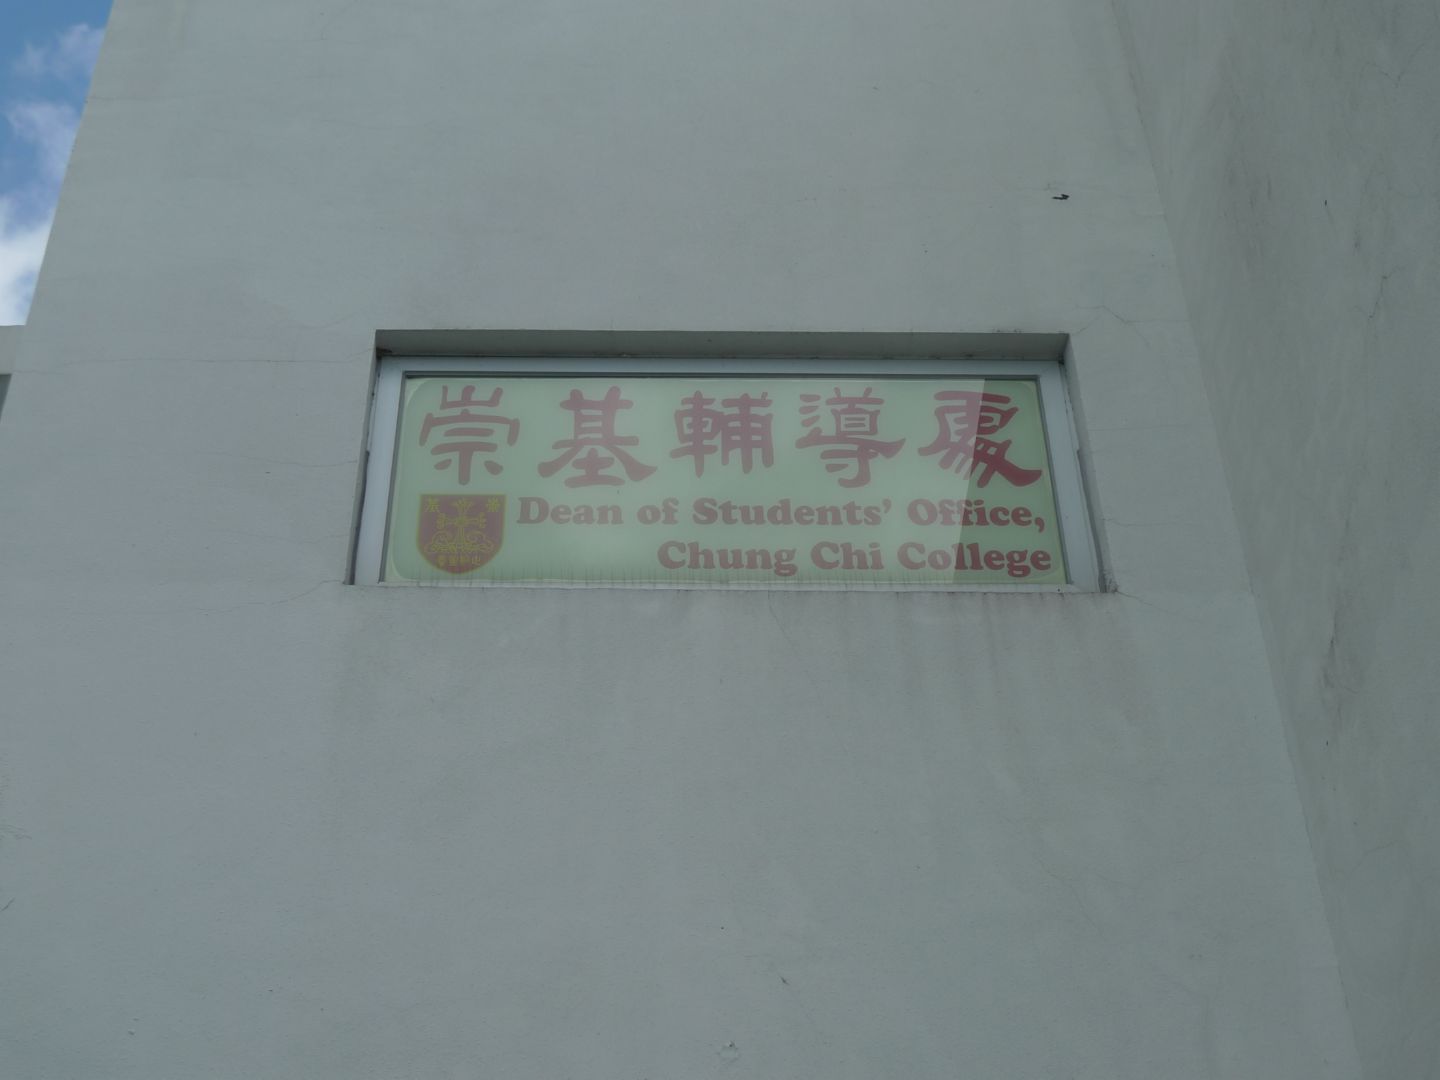 崇基輔導處
Dean of Students' Office,
Chung Chi College